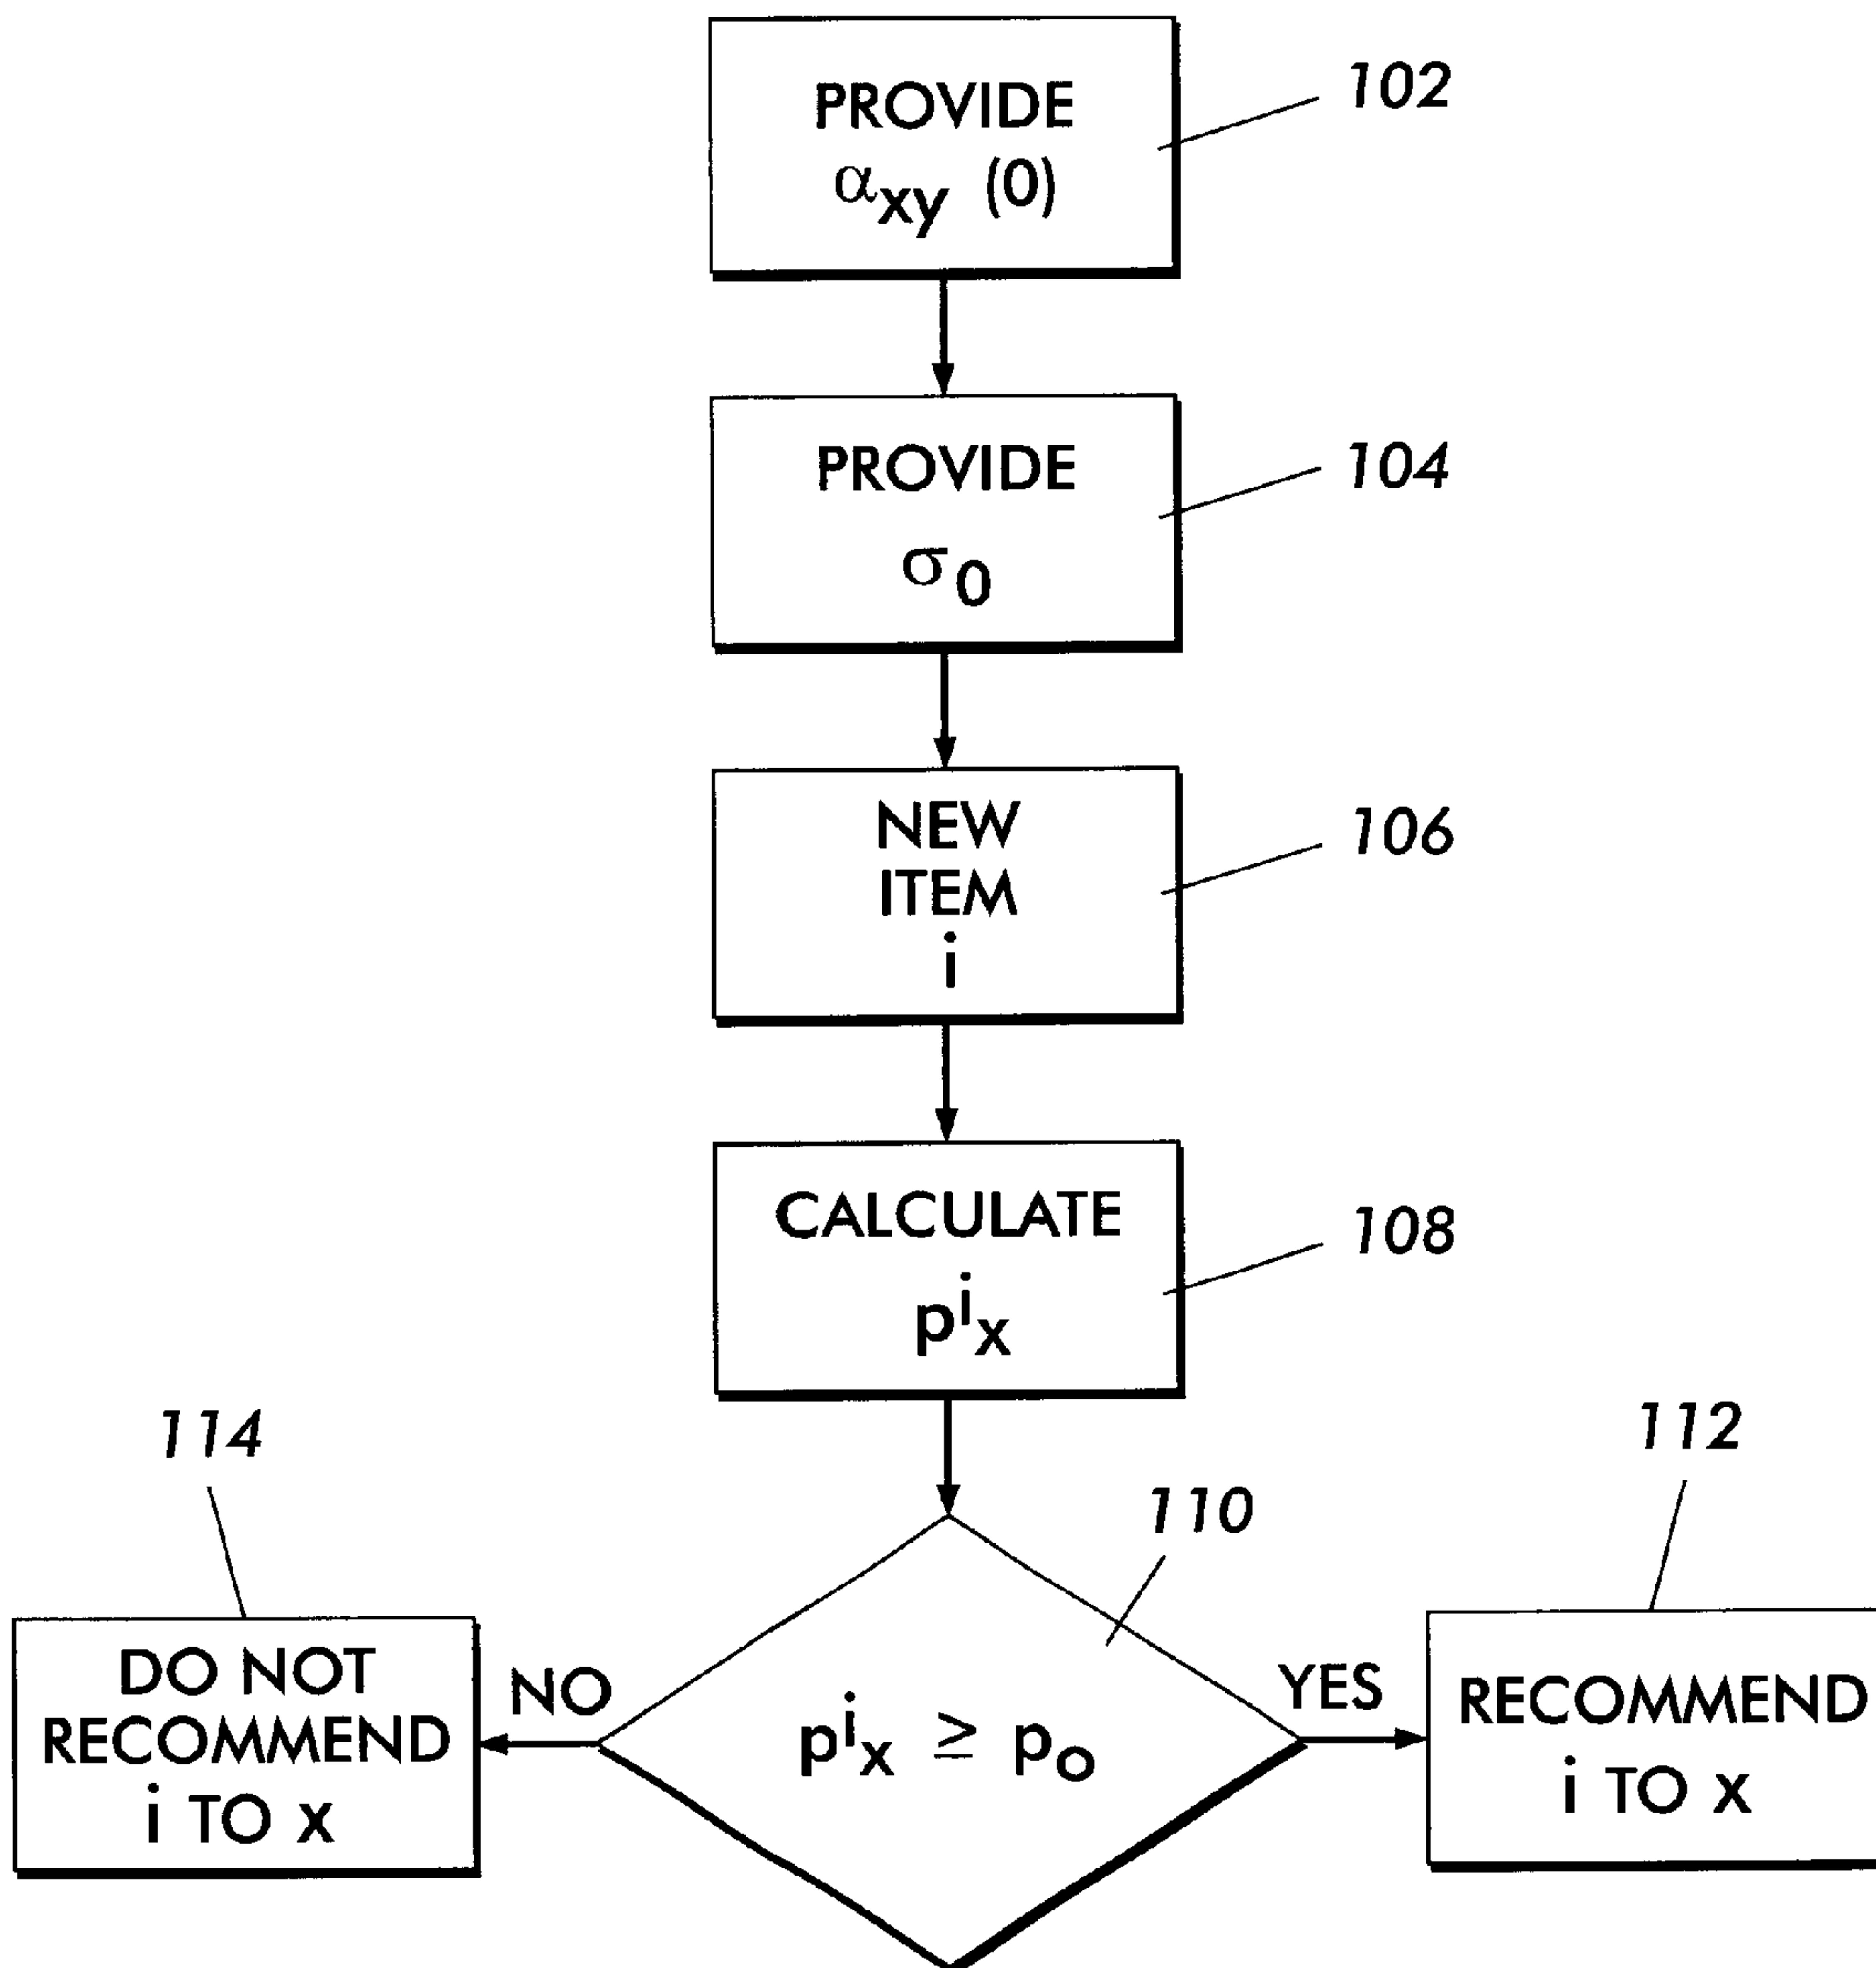 PROVIDE
αxy (0)
102
PROVIDE
σ0
104
NEW
ITEM
i
106
CALCULATE
pix
108
114
112
110
DO NOT
RECOMMEND
i TO x
NO
pix ≥ po
YES
RECOMMEND
i TO x